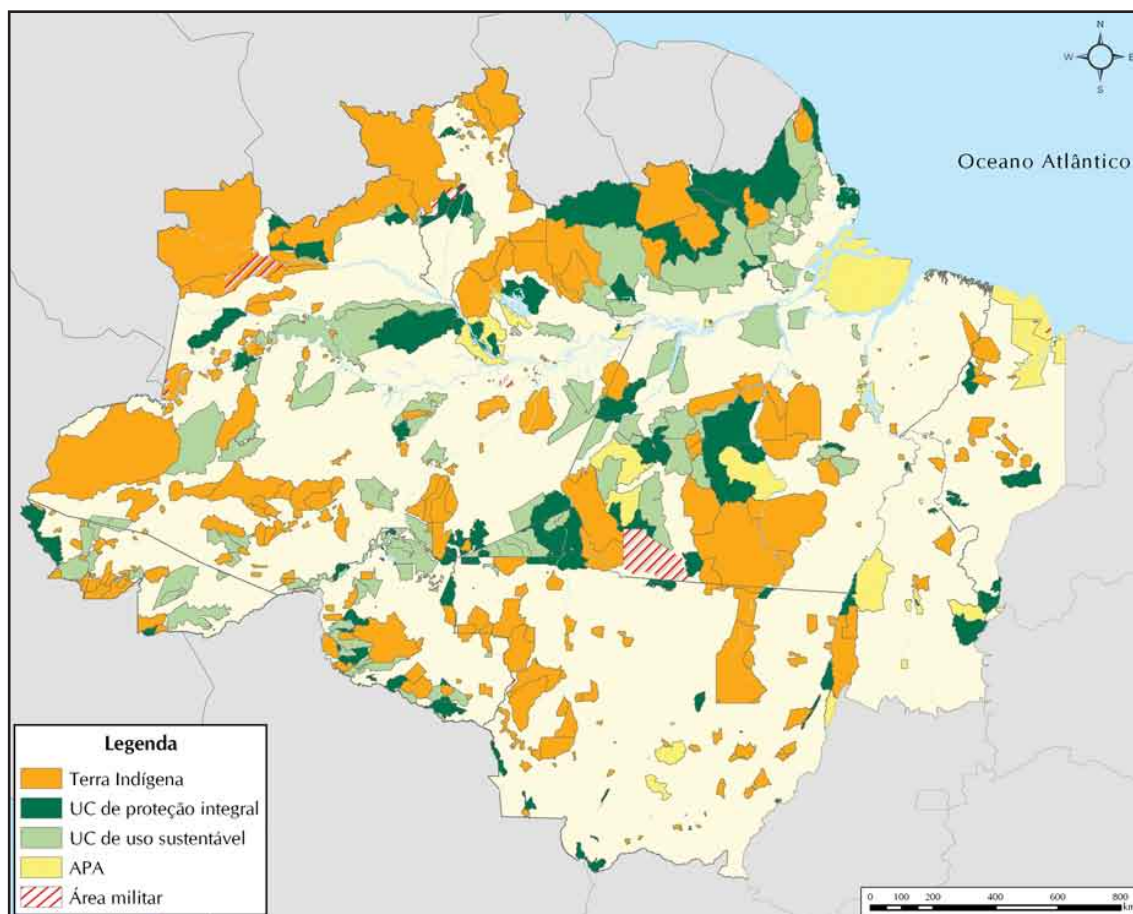 N
W E
S
Oceano Atlântico
Legenda
Terra Indígena
UC de proteção integral
UC de uso sustentável
APA
Área militar
0 100 200 400 600 800
km